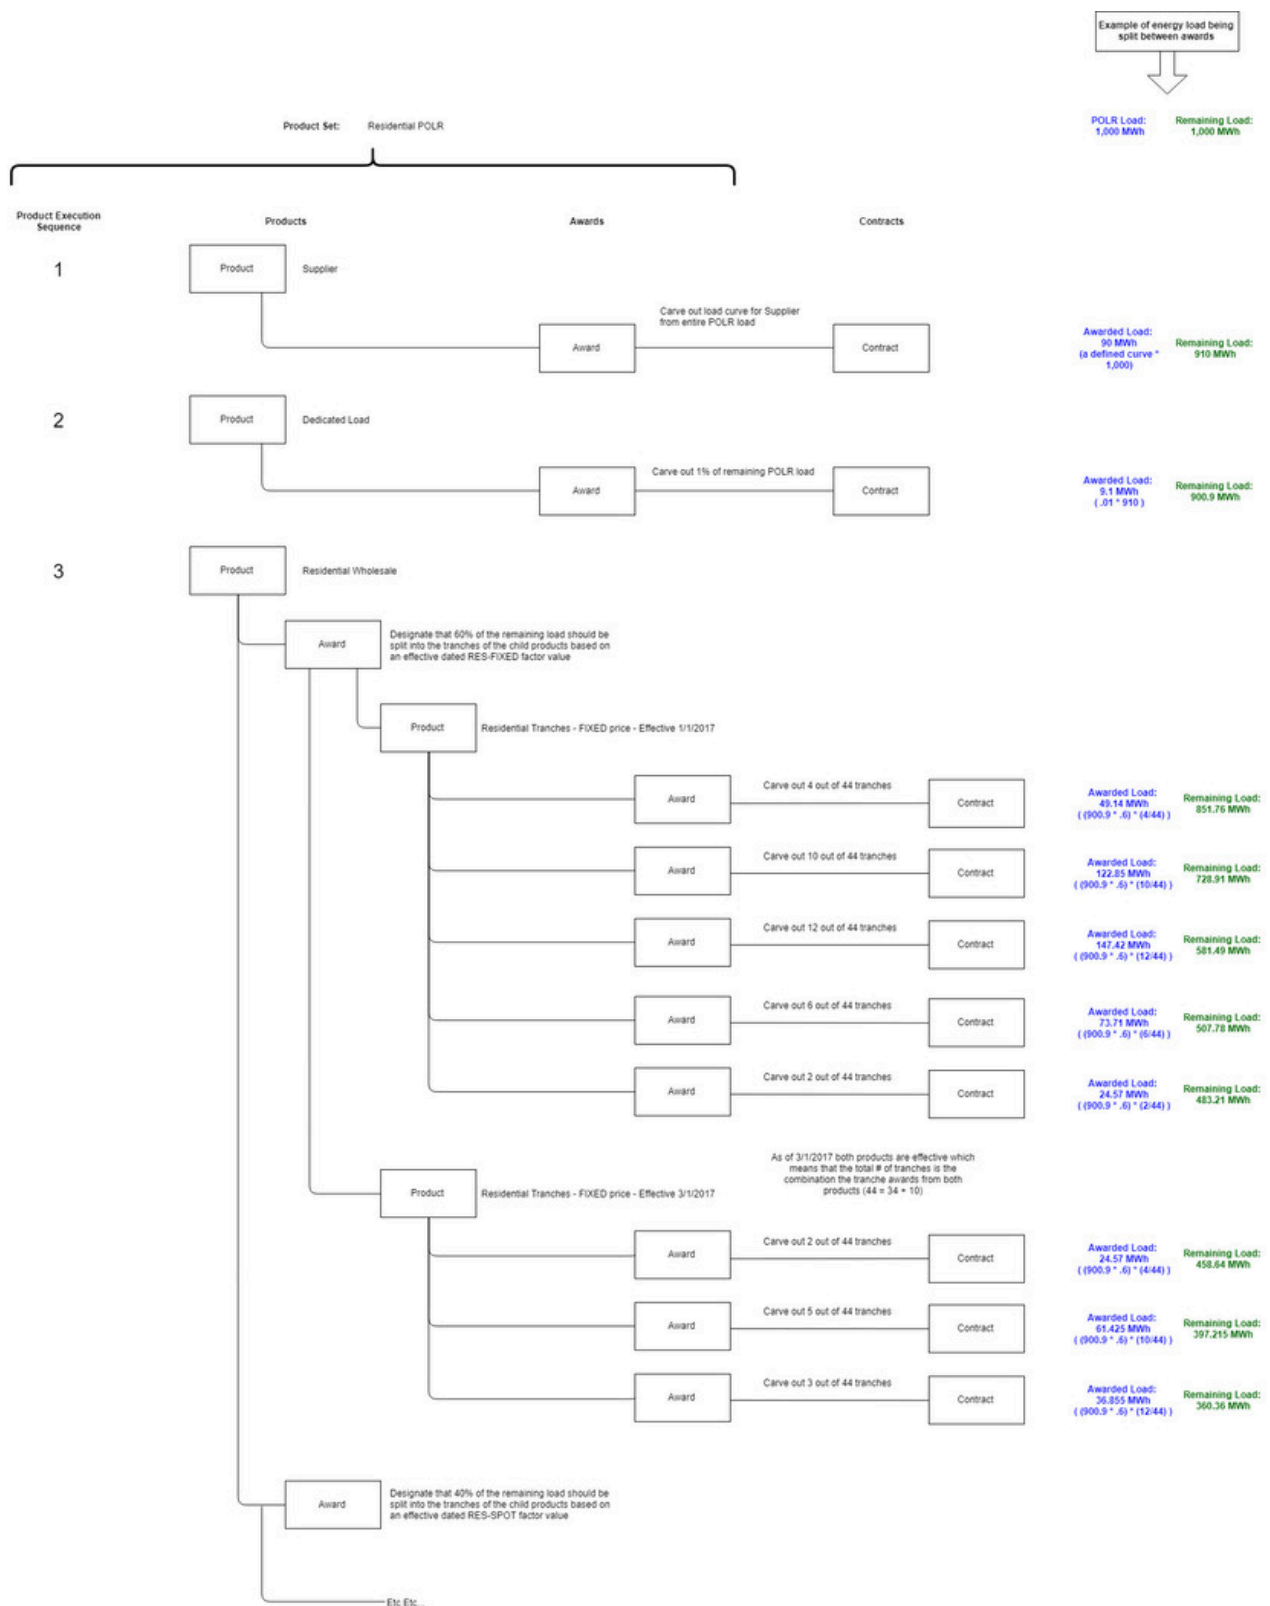 Example of energy load being
split between awards
POLR Load:
1,000 MWh
Remaining Load:
1,000 MWh
Product Set: Residential POLR
Product Execution
Sequence
Products
Awards
Contracts
1
Product
Supplier
Carve out load curve for Supplier
from entire POLR load
Award
Contract
Awarded Load:
90 MWh
(a defined curve *
1,000)
Remaining Load:
910 MWh
2
Product
Dedicated Load
Carve out 1% of remaining POLR load
Award
Contract
Awarded Load:
9.1 MWh
( .01 * 910 )
Remaining Load:
900.9 MWh
3
Product
Residential Wholesale
Award
Designate that 60% of the remaining load should be
split into the tranches of the child products based on
an effective dated RES-FIXED factor value
Product
Residential Tranches - FIXED price - Effective 1/1/2017
Award
Carve out 4 out of 44 tranches
Contract
Awarded Load:
49.14 MWh
( (900.9 * .6) * (4/44) )
Remaining Load:
851.76 MWh
Award
Carve out 10 out of 44 tranches
Contract
Awarded Load:
122.85 MWh
( (900.9 * .6) * (10/44) )
Remaining Load:
728.91 MWh
Award
Carve out 12 out of 44 tranches
Contract
Awarded Load:
147.42 MWh
( (900.9 * .6) * (12/44) )
Remaining Load:
581.49 MWh
Award
Carve out 6 out of 44 tranches
Contract
Awarded Load:
73.71 MWh
( (900.9 * .6) * (6/44) )
Remaining Load:
507.78 MWh
Award
Carve out 2 out of 44 tranches
Contract
Awarded Load:
24.57 MWh
( (900.9 * .6) * (2/44) )
Remaining Load:
483.21 MWh
As of 3/1/2017 both products are effective which
means that the total # of tranches is the
combination the tranche awards from both
products (44 = 34 + 10)
Product
Residential Tranches - FIXED price - Effective 3/1/2017
Award
Carve out 2 out of 44 tranches
Contract
Awarded Load:
24.57 MWh
( (900.9 * .6) * (4/44) )
Remaining Load:
458.64 MWh
Award
Carve out 5 out of 44 tranches
Contract
Awarded Load:
61.425 MWh
( (900.9 * .6) * (10/44) )
Remaining Load:
397.215 MWh
Award
Carve out 3 out of 44 tranches
Contract
Awarded Load:
36.855 MWh
( (900.9 * .6) * (12/44) )
Remaining Load:
360.36 MWh
Award
Designate that 40% of the remaining load should be
split into the tranches of the child products based on
an effective dated RES-SPOT factor value
Etc Etc...